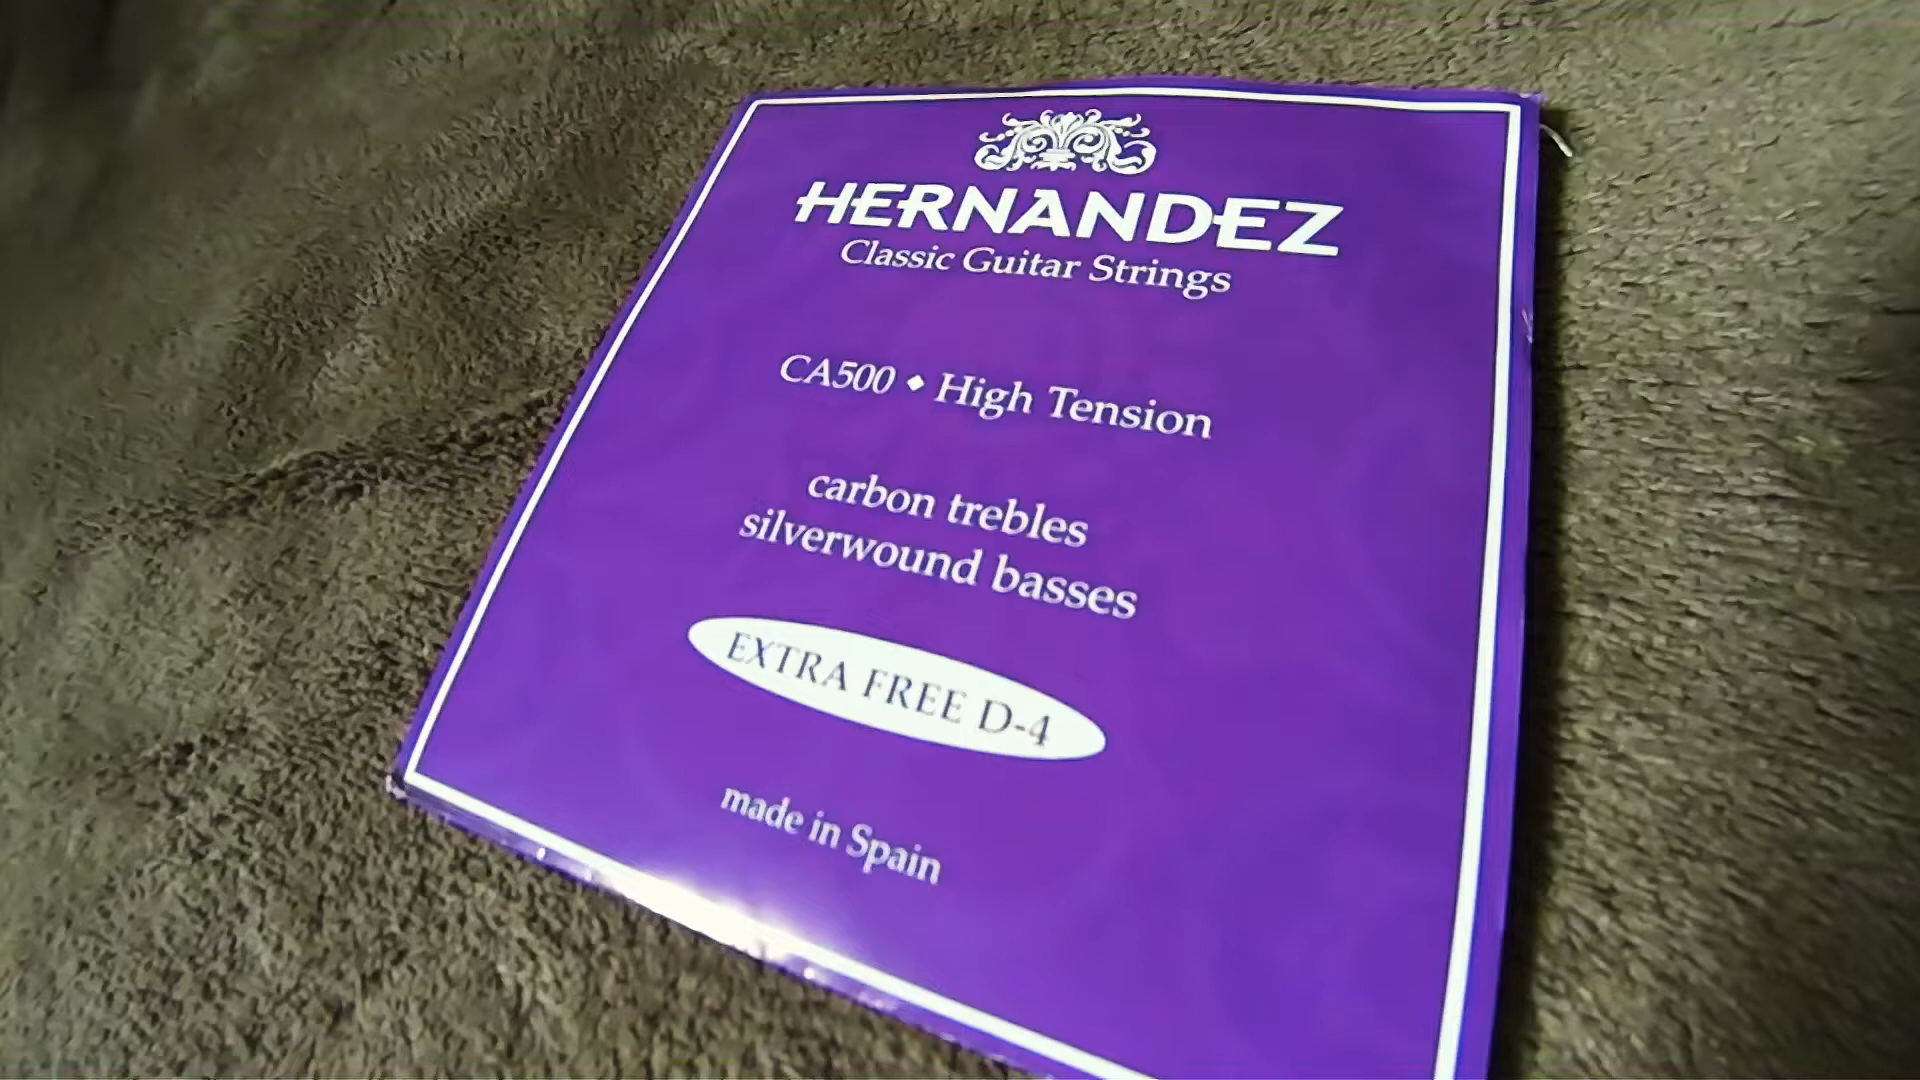 HERNANDEZ
Classic Guitar Strings
CA500 ◆ High Tension
carbon trebles
silverwound basses
EXTRA FREE D-4
made in Spain